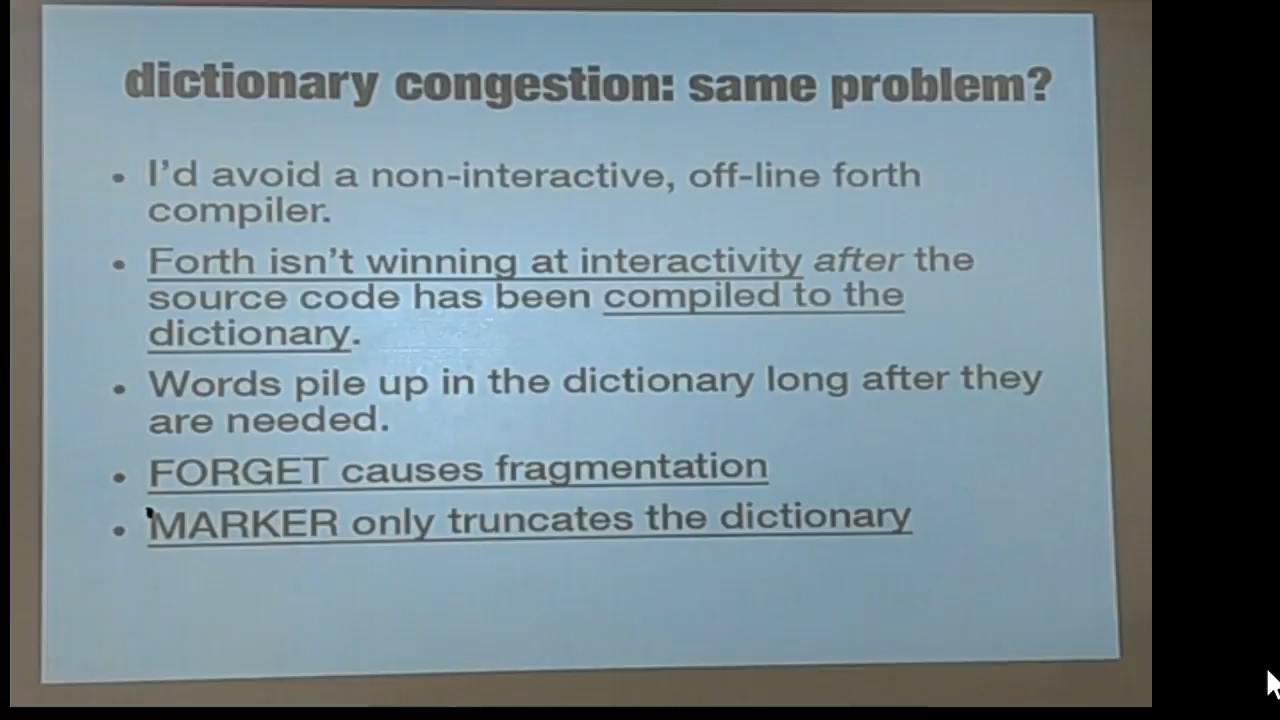 dictionary congestion: same problem?
• I'd avoid a non-interactive, off-line forth
compiler.
• Forth isn't winning at interactivity after the
source code has been compiled to the
dictionary.
• Words pile up in the dictionary long after they
are needed.
• FORGET causes fragmentation
• MARKER only truncates the dictionary